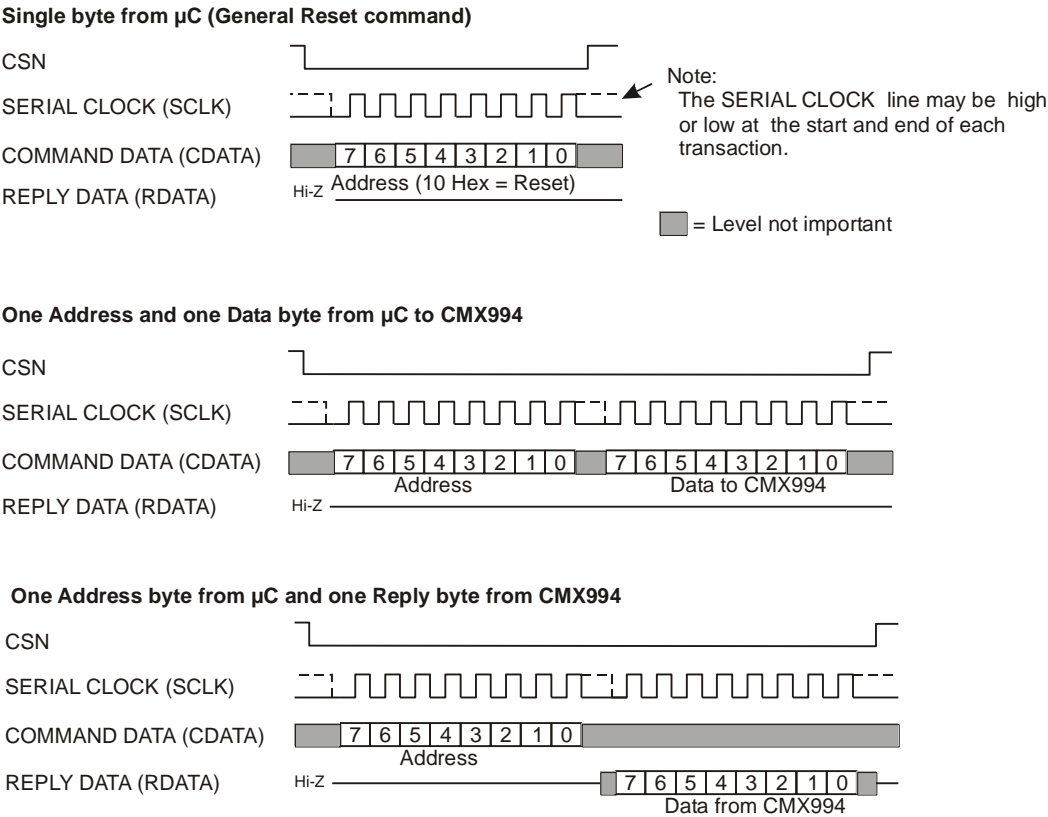 Single byte from µC (General Reset command)
CSN
SERIAL CLOCK (SCLK)
Note:
The SERIAL CLOCK line may be high
or low at the start and end of each
transaction.
COMMAND DATA (CDATA)
7 6 5 4 3 2 1 0
Address (10 Hex = Reset)
REPLY DATA (RDATA)
Hi-Z
= Level not important
One Address and one Data byte from µC to CMX994
CSN
SERIAL CLOCK (SCLK)
COMMAND DATA (CDATA)
7 6 5 4 3 2 1 0 7 6 5 4 3 2 1 0
Address Data to CMX994
REPLY DATA (RDATA)
Hi-Z
One Address byte from µC and one Reply byte from CMX994
CSN
SERIAL CLOCK (SCLK)
COMMAND DATA (CDATA)
7 6 5 4 3 2 1 0
Address
REPLY DATA (RDATA)
Hi-Z
7 6 5 4 3 2 1 0
Data from CMX994